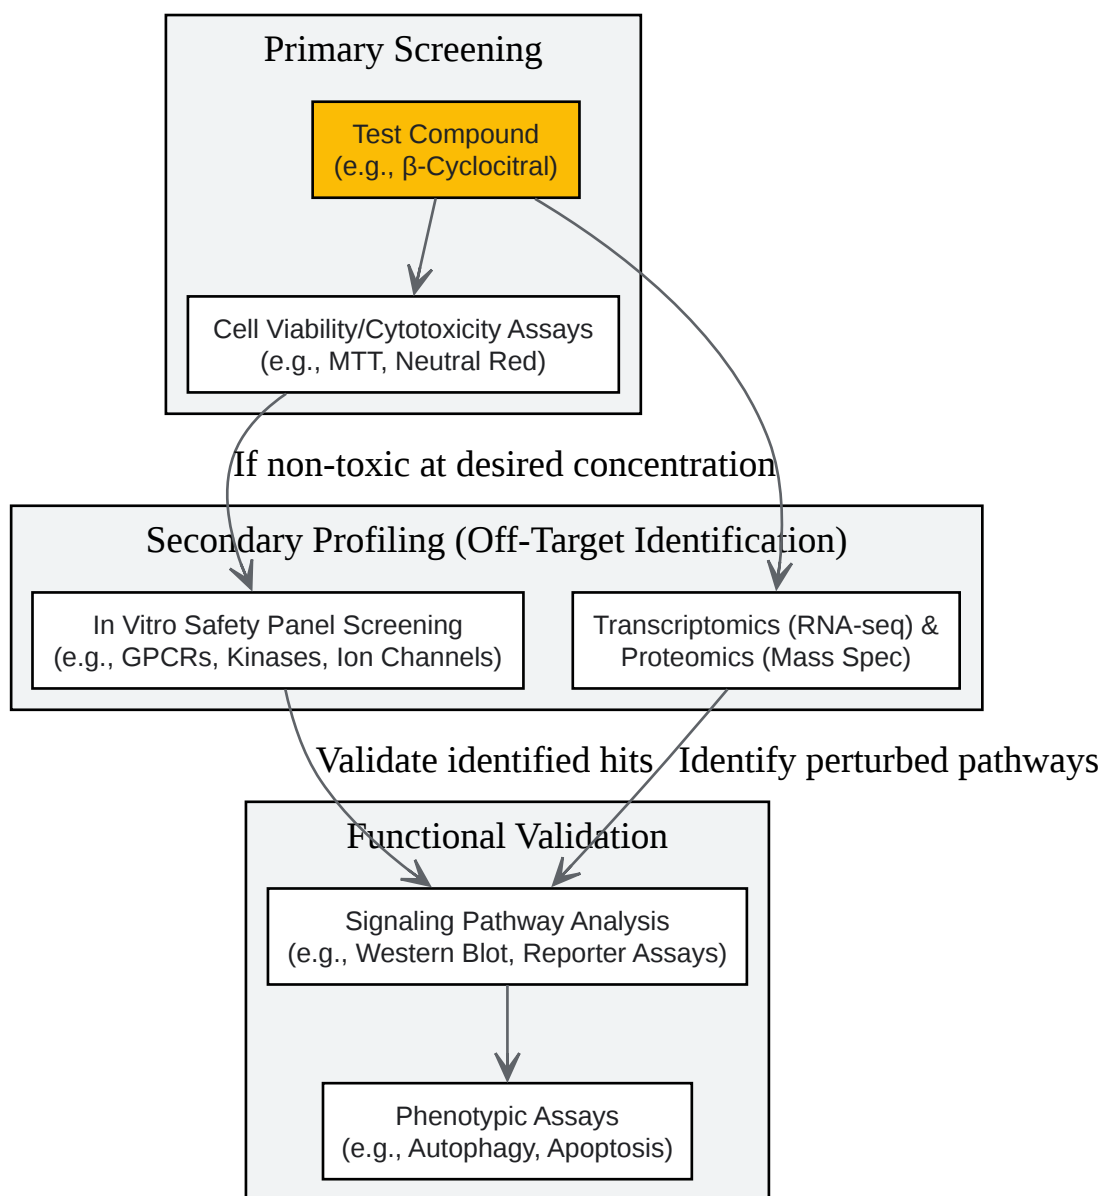 Primary Screening
Test Compound
(e.g., β-Cyclocitral)
Cell Viability/Cytotoxicity Assays
(e.g., MTT, Neutral Red)
If non-toxic at desired concentration
Secondary Profiling (Off-Target Identification)
In Vitro Safety Panel Screening
(e.g., GPCRs, Kinases, Ion Channels)
Transcriptomics (RNA-seq) &
Proteomics (Mass Spec)
Validate identified hits
Identify perturbed pathways
Functional Validation
Signaling Pathway Analysis
(e.g., Western Blot, Reporter Assays)
Phenotypic Assays
(e.g., Autophagy, Apoptosis)